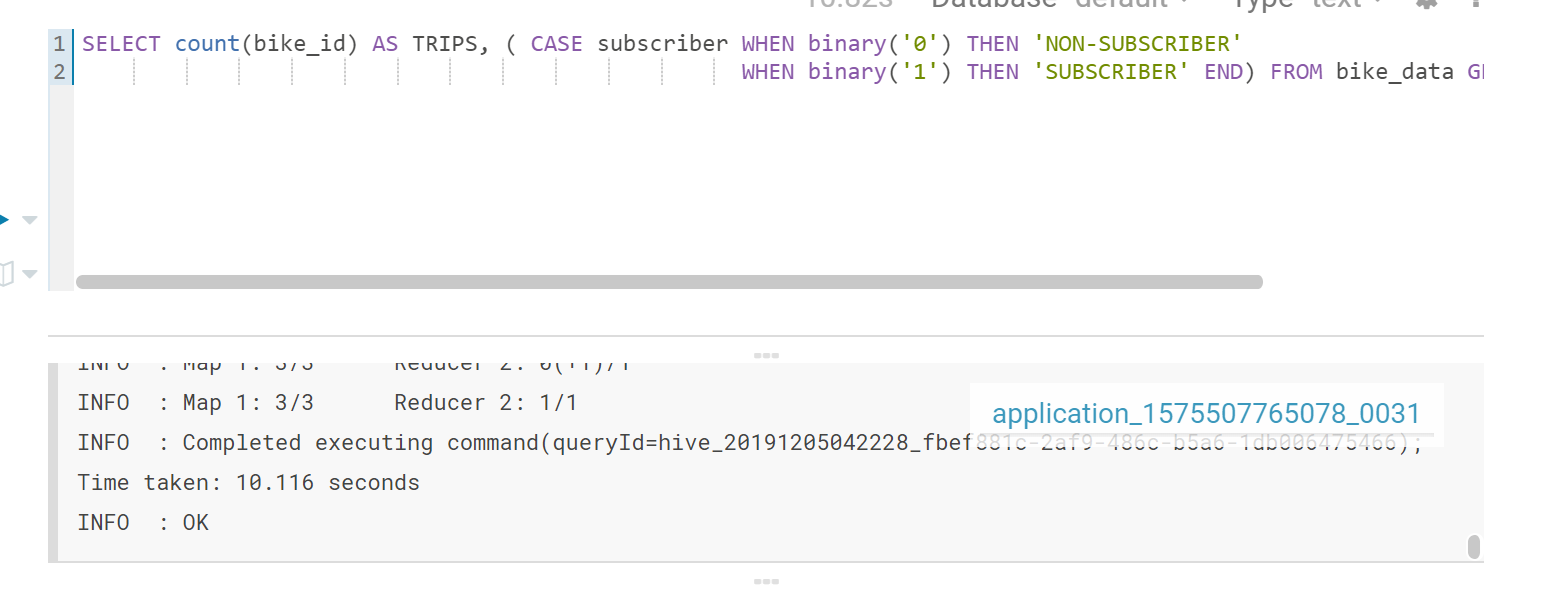 10.82s Database default Type text
1 SELECT count(bike_id) AS TRIPS, ( CASE subscriber WHEN binary('0') THEN 'NON-SUBSCRIBER'
2 WHEN binary('1') THEN 'SUBSCRIBER' END) FROM bike_data
INFO : Map 1: 3/3 Reducer 2: 0(+1)/1
INFO : Map 1: 3/3 Reducer 2: 1/1
application_1575507765078_0031
INFO : Completed executing command(queryId=hive_20191205042228_fbef881c-2af9-486c-b5a6-1db006475466);
Time taken: 10.116 seconds
INFO : OK